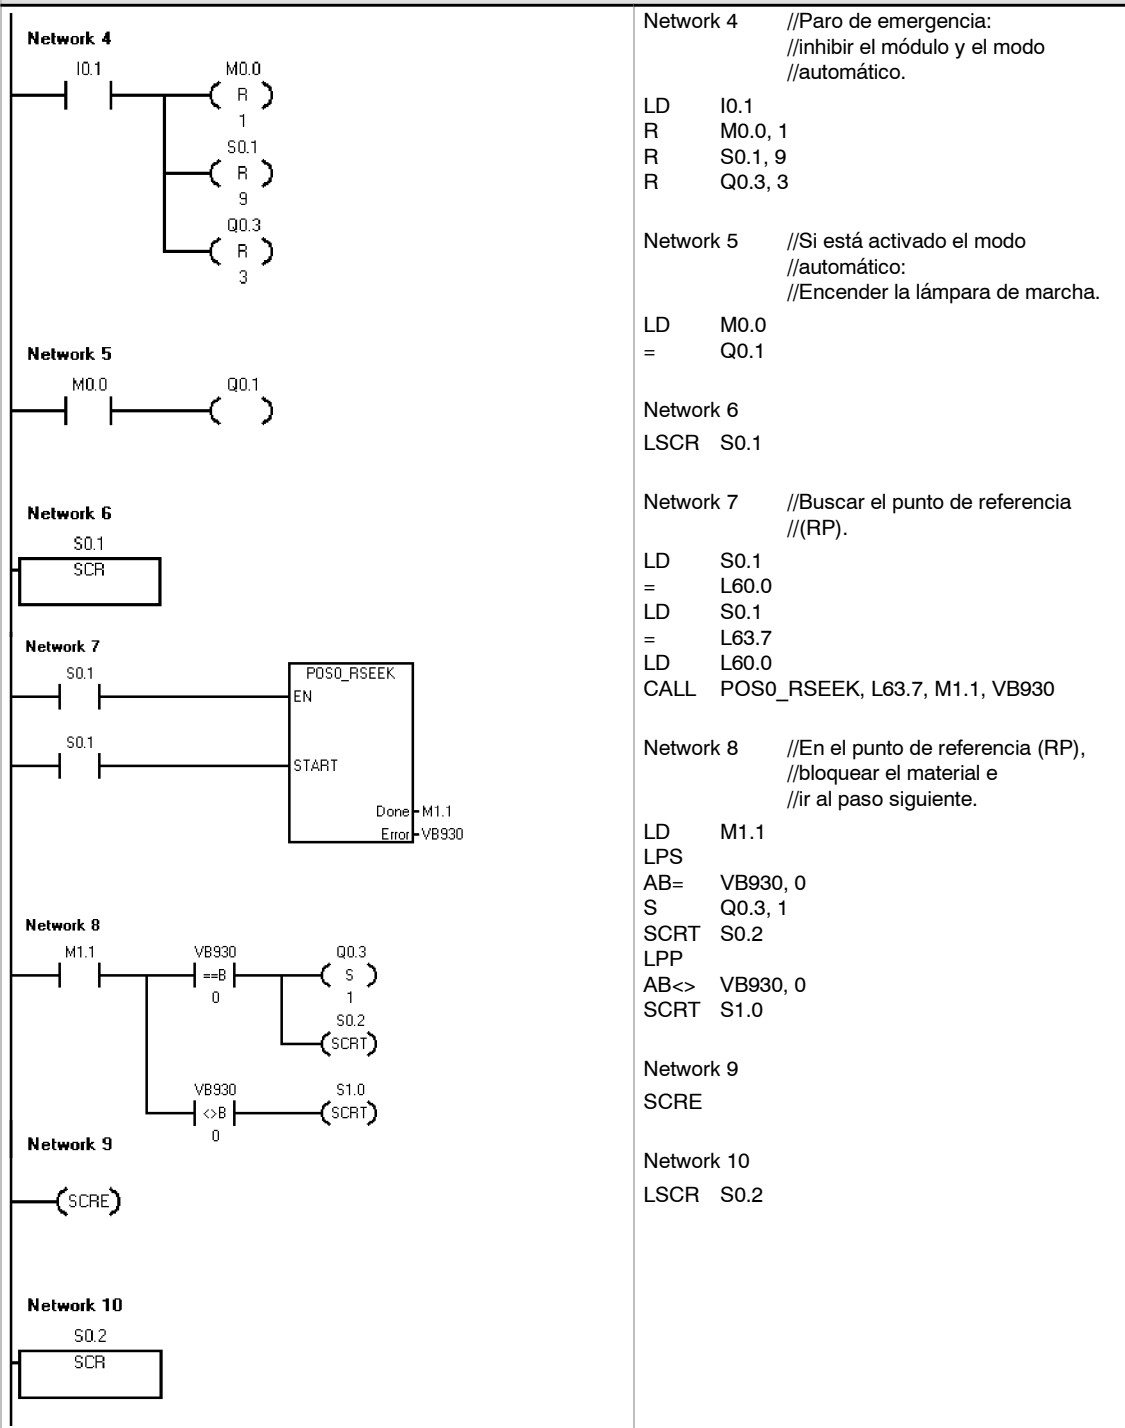 Network 4
I0.1
M0.0
R
1
S0.1
R
9
Q0.3
R
3
Network 5
M0.0
Q0.1
Network 6
S0.1
SCR
Network 7
S0.1
POS0_RSEEK
EN
S0.1
START
Done
M1.1
Error
VB930
Network 8
M1.1
VB930
==B
0
Q0.3
S
1
S0.2
SCRT
VB930
<>B
0
S1.0
SCRT
Network 9
SCRE
Network 10
S0.2
SCR
Network 4 //Paro de emergencia:
//inhibir el módulo y el modo
//automático.
LD I0.1
R M0.0, 1
R S0.1, 9
R Q0.3, 3
Network 5 //Si está activado el modo
//automático:
//Encender la lámpara de marcha.
LD M0.0
= Q0.1
Network 6
LSCR S0.1
Network 7 //Buscar el punto de referencia
//(RP).
LD S0.1
= L60.0
LD S0.1
= L63.7
LD L60.0
CALL POS0_RSEEK, L63.7, M1.1, VB930
Network 8 //En el punto de referencia (RP),
//bloquear el material e
//ir al paso siguiente.
LD M1.1
LPS
AB= VB930, 0
S Q0.3, 1
SCRT S0.2
LPP
AB<> VB930, 0
SCRT S1.0
Network 9
SCRE
Network 10
LSCR S0.2